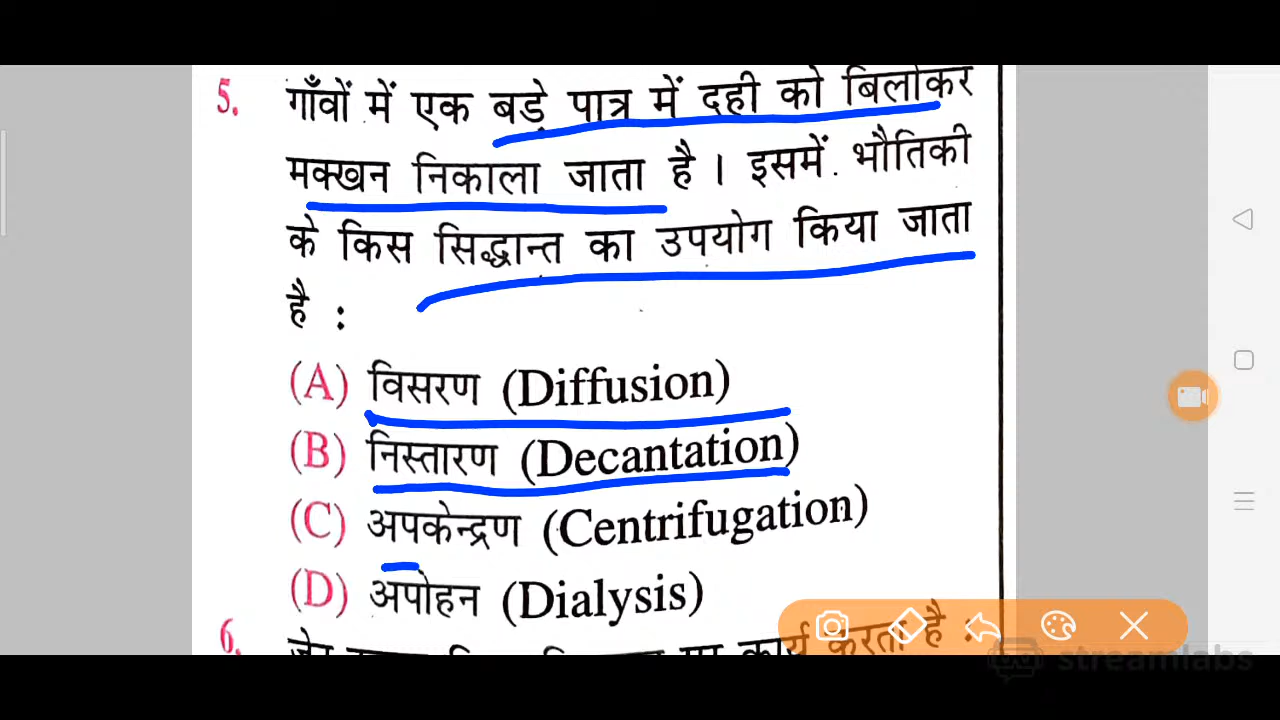 5. गाँवों में एक बड़े पात्र में दही को बिलोकर
मक्खन निकाला जाता है । इसमें भौतिकी
के किस सिद्धान्त का उपयोग किया जाता
है :
(A) विसरण (Diffusion)
(B) निस्तारण (Decantation)
(C) अपकेन्द्रण (Centrifugation)
(D) अपोहन (Dialysis)
6. कार्य करता है :
streamlabs